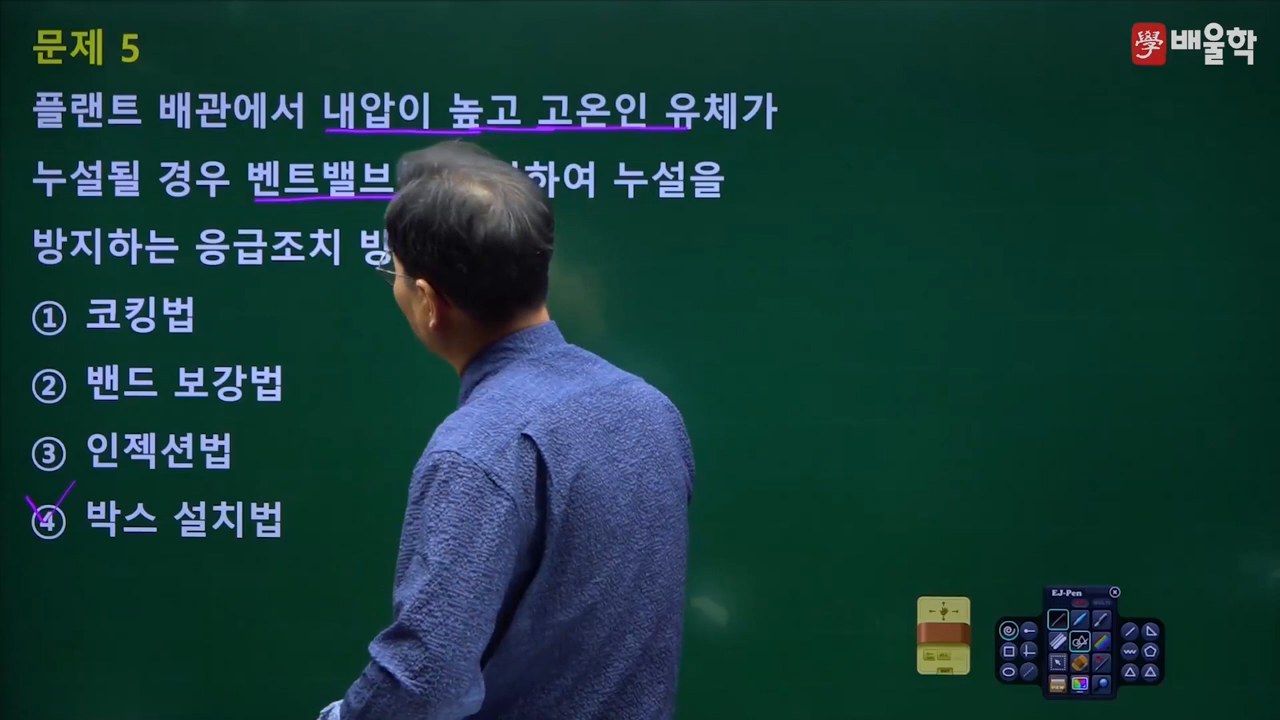 문제 5
學 배울학
플랜트 배관에서 내압이 높고 고온인 유체가
누설될 경우 벤트밸브 하여 누설을
방지하는 응급조치
① 코킹법
② 밴드 보강법
③ 인젝션법
④ 박스 설치법
EJ-Pen